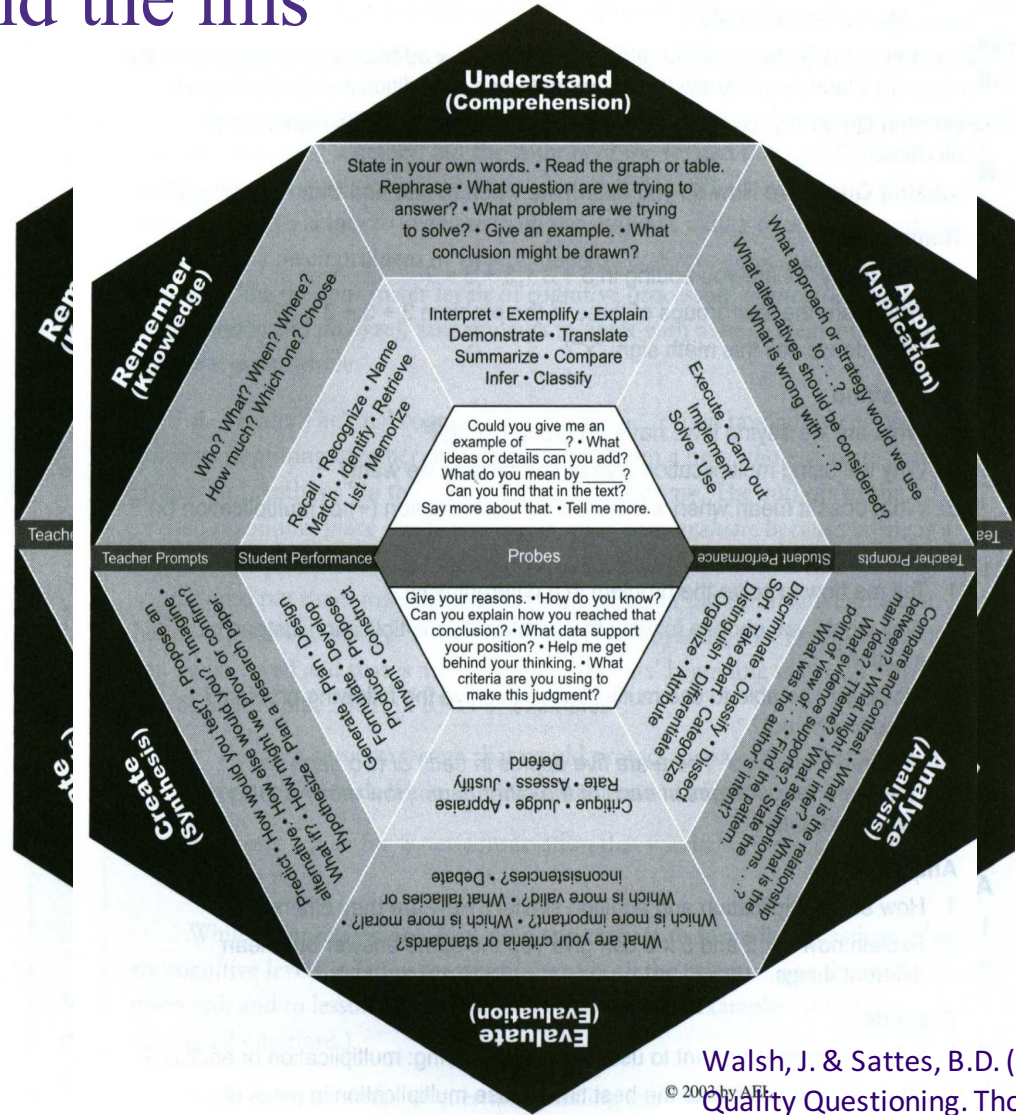 nd the llls
Understand
(Comprehension)
State in your own words. • Read the graph or table.
Rephrase • What question are we trying to
answer? • What problem are we trying
to solve? • Give an example. • What
conclusion might be drawn?
Interpret • Exemplify • Explain
Demonstrate • Translate
Summarize • Compare
Infer • Classify
Remember
(Knowledge)
Who? What? When? Where?
How much? Which one? Choose
Recall • Recognize • Name
Match • Identify • Retrieve
List • Memorize
Apply
(Application)
What approach or strategy would we use
to . . . ?
What alternatives should be considered?
What is wrong with . . . ?
Execute • Carry out
Implement
Solve • Use
Could you give me an
example of _____? • What
ideas or details can you add?
What do you mean by _____?
Can you find that in the text?
Say more about that. • Tell me more.
Teacher Prompts
Student Performance
Probes
Student Performance
Teacher Prompts
Give your reasons. • How do you know?
Can you explain how you reached that
conclusion? • What data support
your position? • Help me get
behind your thinking. • What
criteria are you using to
make this judgment?
Create
(Synthesis)
Predict • How would you test? • Propose an
alternative. • How else would you? • Imagine •
What if? • How might we prove or confirm?
Hypothesize. • Plan a research paper.
Generate • Plan • Design
Formulate • Develop
Produce • Propose
Invent • Construct
Analyze
(Analysis)
Compare and contrast. • What is the relationship
between? • What might you infer? • What is the
main idea? • Theme? • What assumptions. . .
What evidence supports? • State the
point of view of . . . • Find the pattern.
What was the author's intent?
Discriminate • Classify • Dissect
Sort • Take apart • Categorize
Distinguish • Differentiate
Organize • Attribute
Critique • Judge • Appraise
Rate • Assess • Justify
Defend
What are your criteria or standards?
Which is more important? • Which is more moral? •
Which is more valid? • What fallacies or
inconsistencies? • Debate
Evaluate
(Evaluation)
© 2003 by AEL
Walsh, J. & Sattes, B.D. (
Quality Questioning. Tho